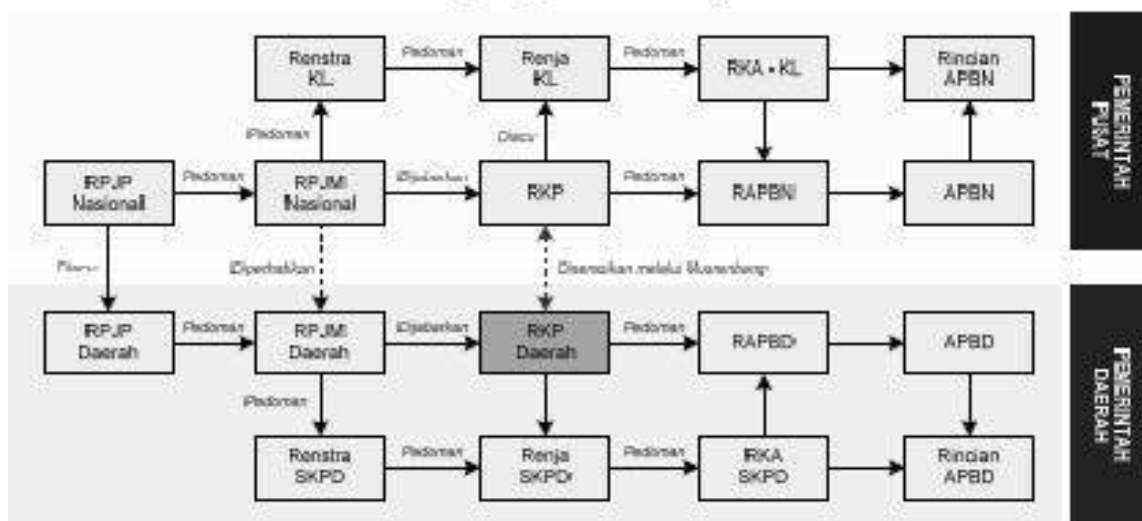 Renstra
KL
Pedoman
Renja
KL
Pedoman
RKA - KL
Rincian
APBN
PEMERINTAH
PUSAT
Pedoman
Diacu
RPJP
Nasional
Pedoman
RPJM
Nasional
Dijabarkan
RKP
Pedoman
RAPBN
APBN
Diacu
Diperhatikan
Diserasikan melalui Musrenbang
RPJP
Daerah
Pedoman
RPJM
Daerah
Dijabarkan
RKP
Daerah
Pedoman
RAPBD
APBD
PEMERINTAH
DAERAH
Pedoman
Renstra
SKPD
Pedoman
Renja
SKPD
Pedoman
RKA
SKPD
Rincian
APBD